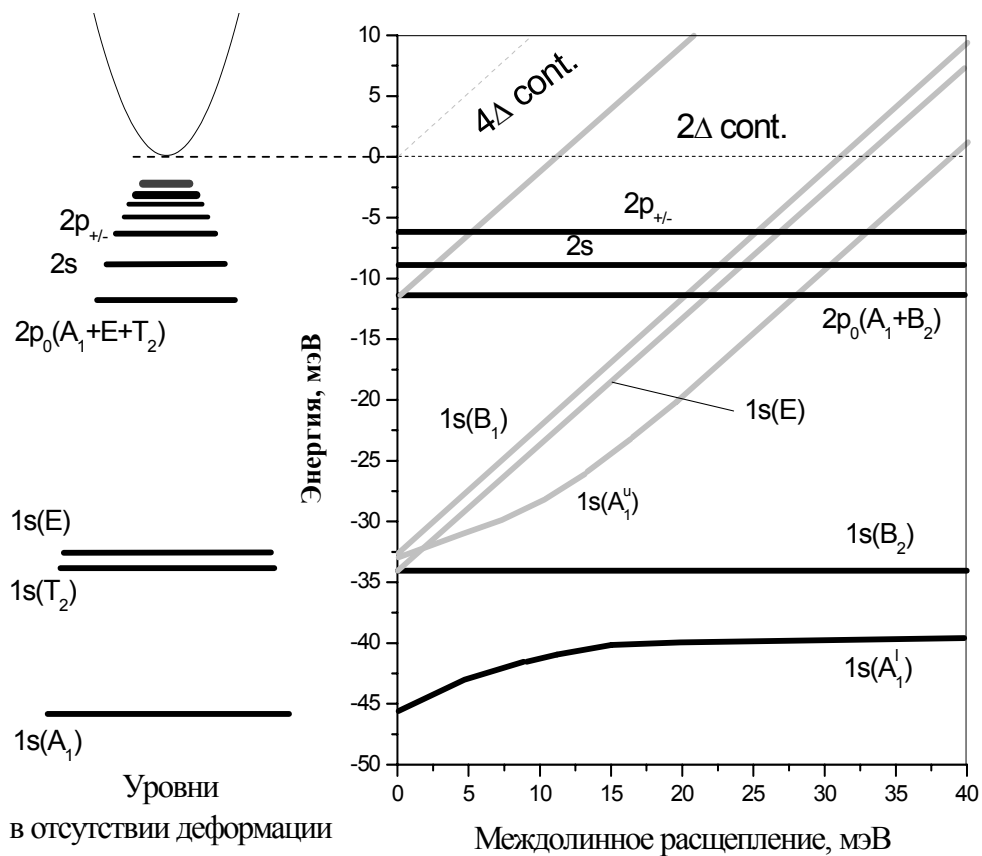 2p+/-
2s
2p0(A1+E+T2)
1s(E)
1s(T2)
1s(A1)
Уровни
в отсутствии деформации
Энергия, мэВ
10
5
0
-5
-10
-15
-20
-25
-30
-35
-40
-45
-50
4Δ cont.
2Δ cont.
2p+/-
2s
2p0(A1+B2)
1s(B1)
1s(E)
1s(A1u)
1s(B2)
1s(A1l)
0 5 10 15 20 25 30 35 40
Междолинное расщепление, мэВ